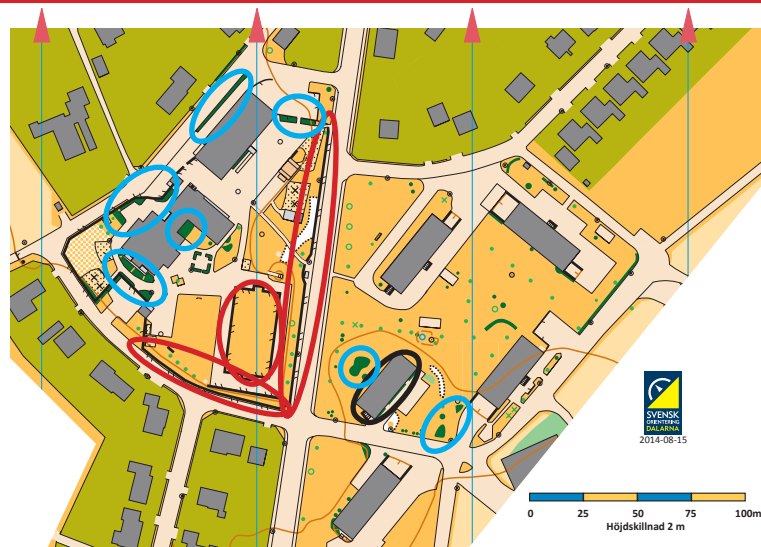 SVENSK
ORIENTERING
DALARNA
2014-08-15
0 25 50 75 100m
Höjdskillnad 2 m